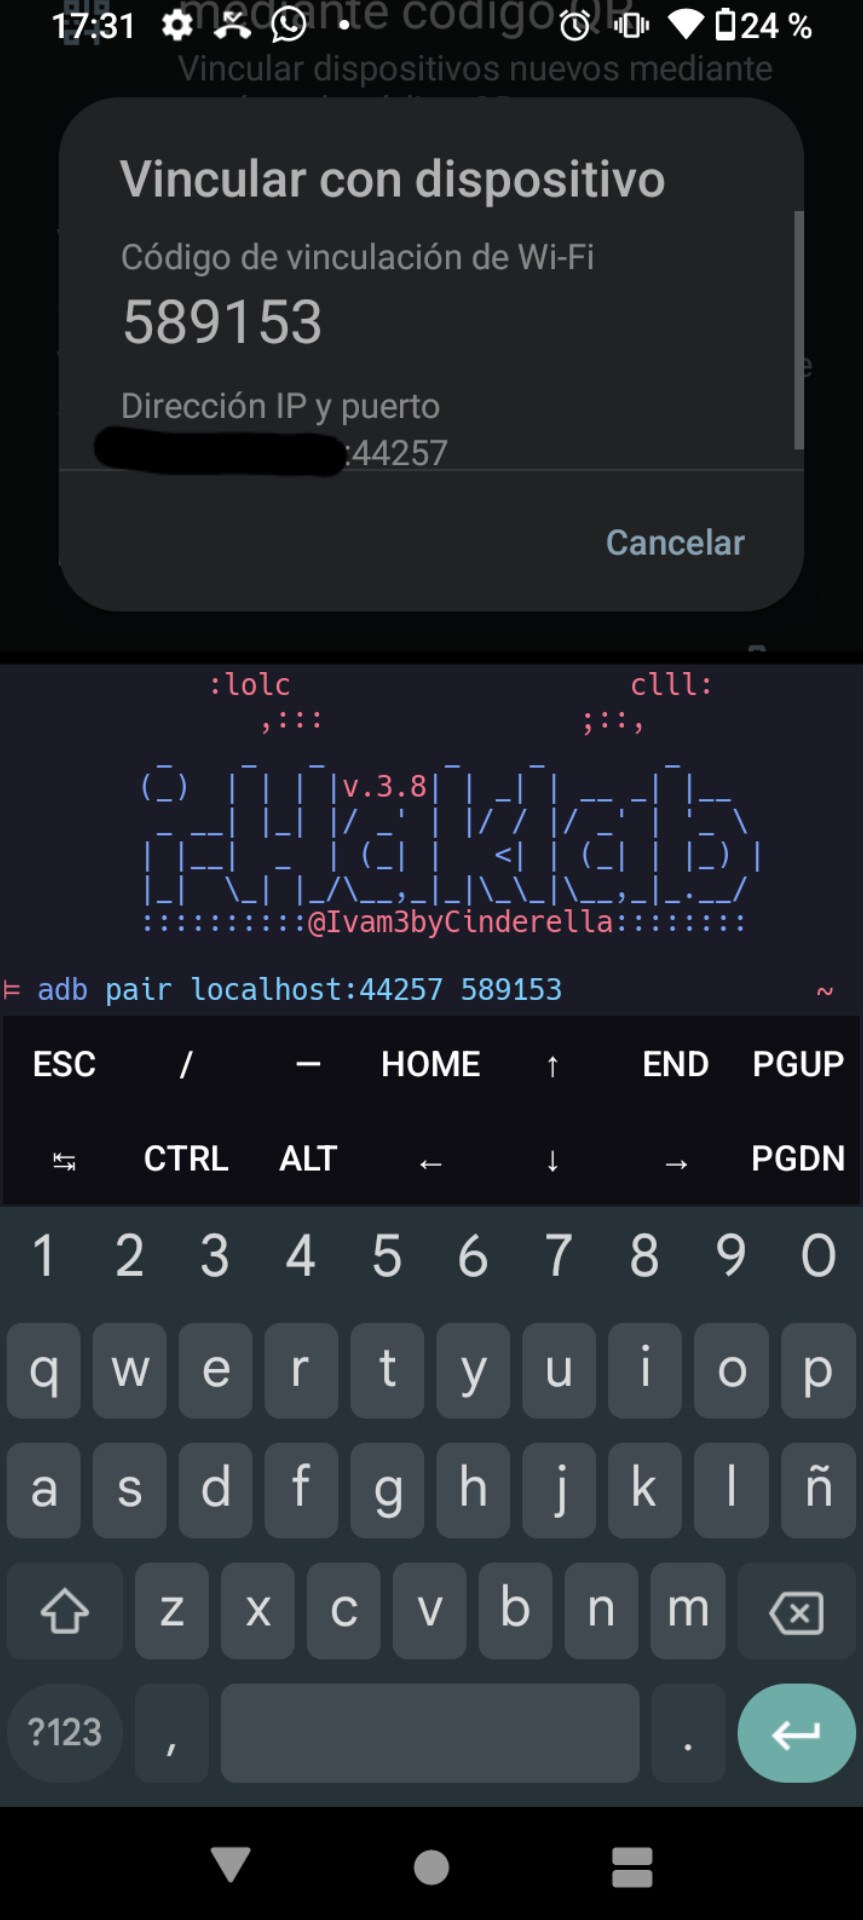 17:31
24 %
mediante código QR
Vincular dispositivos nuevos mediante
Vincular con dispositivo
Código de vinculación de Wi-Fi
589153
Dirección IP y puerto
:44257
Cancelar
:lolc clll:
,::: ;::,
i-Haklab
v.3.8
::::::::::@Ivam3byCinderella::::::::
⊨ adb pair localhost:44257 589153 ~
ESC / — HOME ↑ END PGUP
↹ CTRL ALT ← ↓ → PGDN
1 2 3 4 5 6 7 8 9 0
q w e r t y u i o p
a s d f g h j k l ñ
z x c v b n m
?123 , .